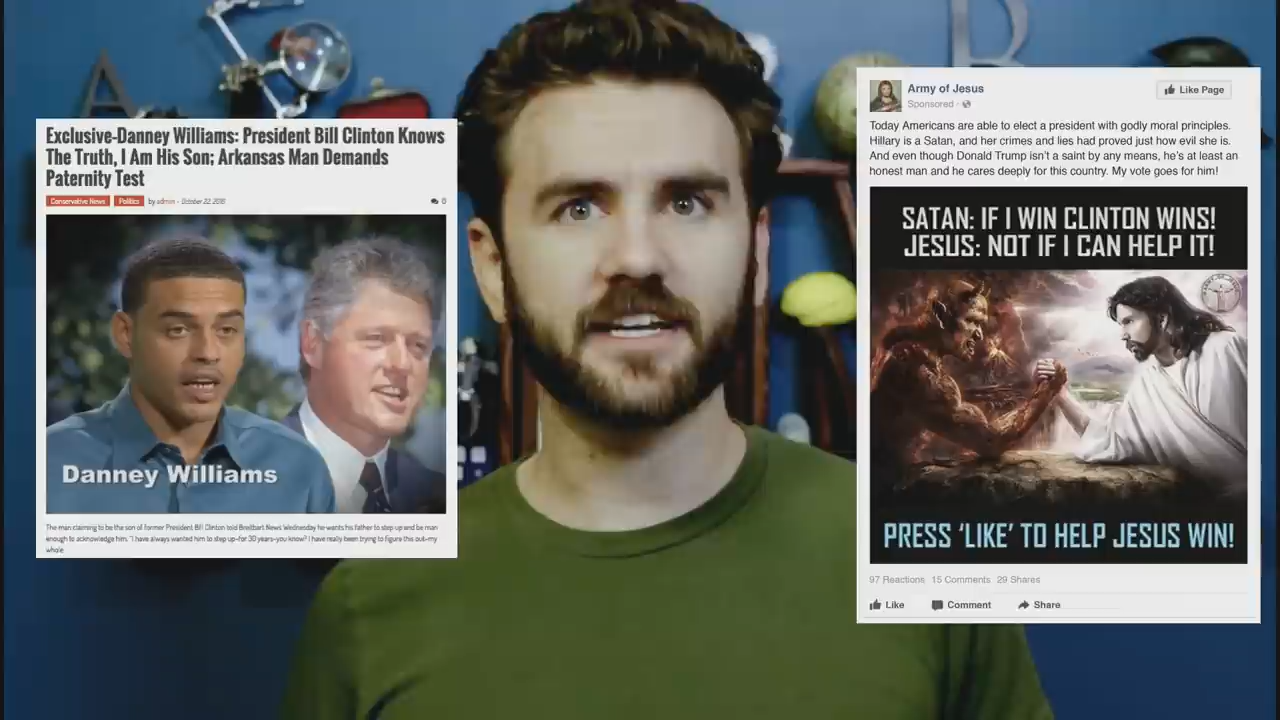 Exclusive-Danney Williams: President Bill Clinton Knows
The Truth, I Am His Son; Arkansas Man Demands
Paternity Test
Conservative News Politics by admin - October 22, 2016 0
Danney Williams
The man claiming to be the son of former President Bill Clinton told Breitbart News Wednesday he wants his father to step up and be man
enough to acknowledge him. "I have always wanted him to step up-for 30 years-you know? I have really been trying to figure this out-my
whole
A
B
Army of Jesus
Sponsored ·
Like Page
Today Americans are able to elect a president with godly moral principles.
Hillary is a Satan, and her crimes and lies had proved just how evil she is.
And even though Donald Trump isn't a saint by any means, he's at least an
honest man and he cares deeply for this country. My vote goes for him!
SATAN: IF I WIN CLINTON WINS!
JESUS: NOT IF I CAN HELP IT!
PRESS 'LIKE' TO HELP JESUS WIN!
97 Reactions 15 Comments 29 Shares
Like Comment Share